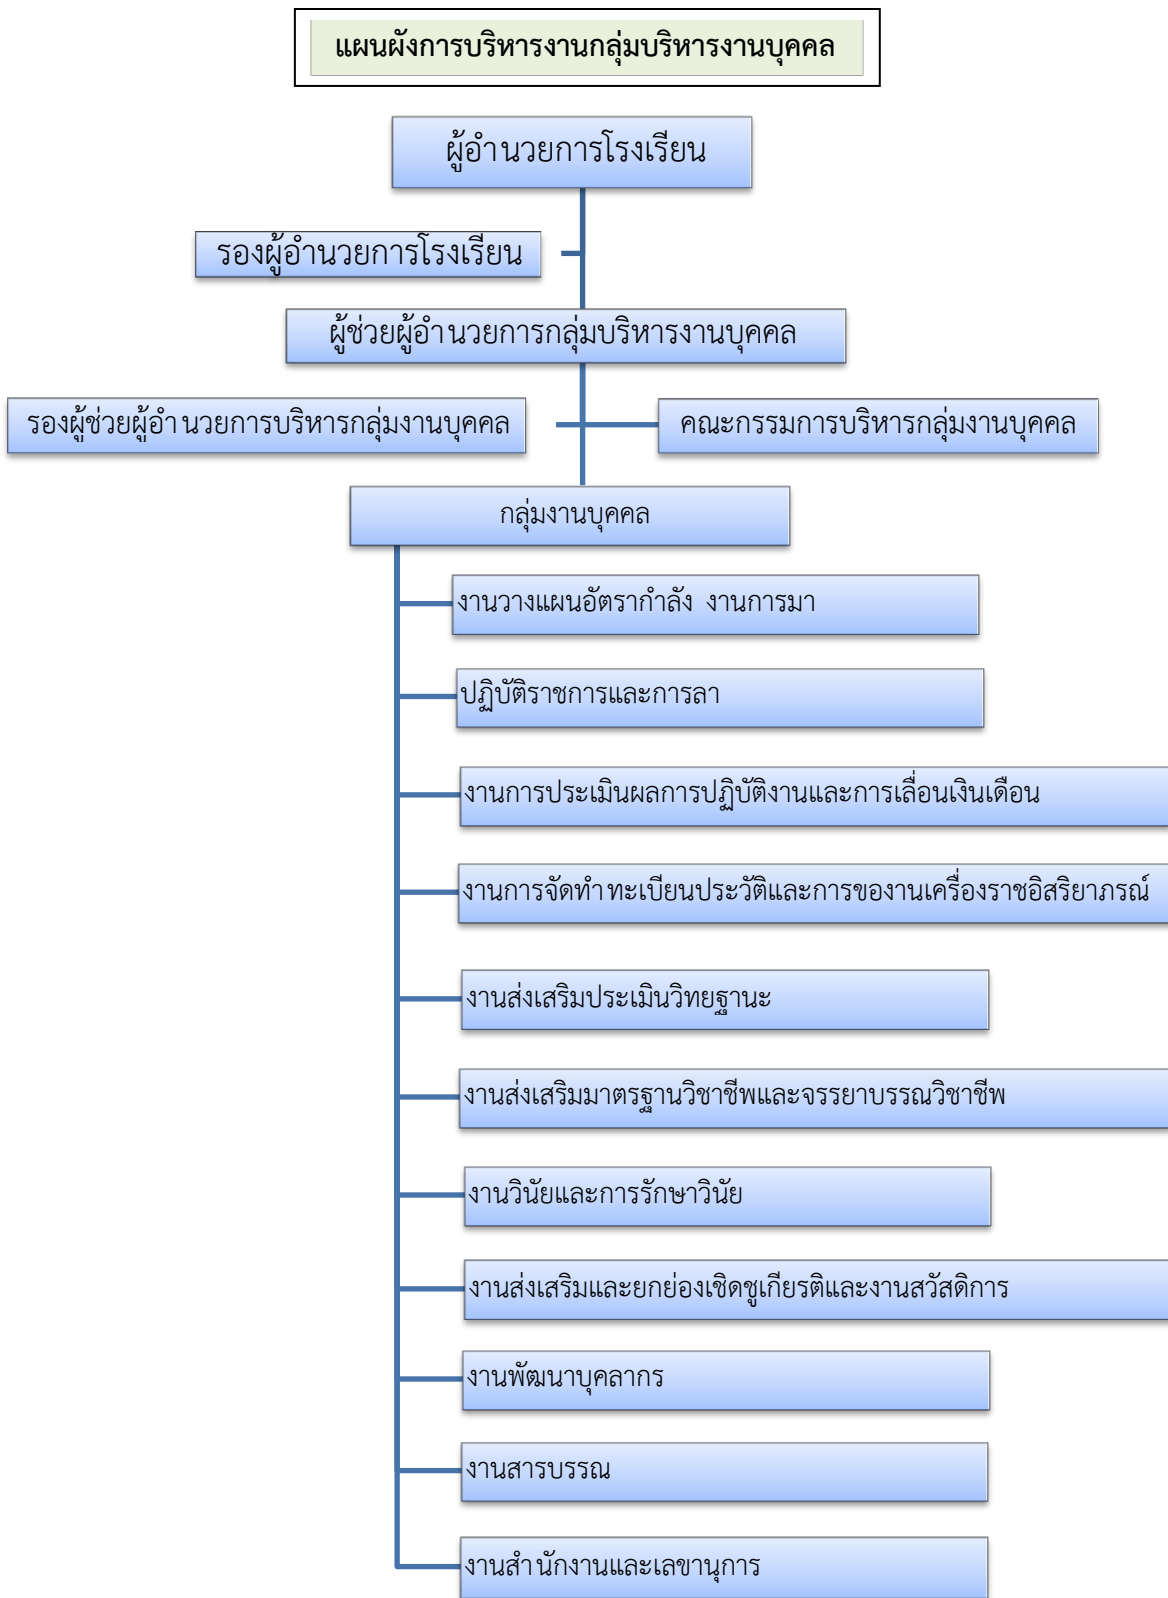 แผนผังการบริหารงานกลุ่มบริหารงานบุคคล
ผู้อำนวยการโรงเรียน
รองผู้อำนวยการโรงเรียน
ผู้ช่วยผู้อำนวยการกลุ่มบริหารงานบุคคล
รองผู้ช่วยผู้อำนวยการบริหารกลุ่มงานบุคคล
คณะกรรมการบริหารกลุ่มงานบุคคล
กลุ่มงานบุคคล
งานวางแผนอัตรากำลัง งานการมา
ปฏิบัติราชการและการลา
งานการประเมินผลการปฏิบัติงานและการเลื่อนเงินเดือน
งานการจัดทำทะเบียนประวัติและการของานเครื่องราชอิสริยาภรณ์
งานส่งเสริมประเมินวิทยฐานะ
งานส่งเสริมมาตรฐานวิชาชีพและจรรยาบรรณวิชาชีพ
งานวินัยและการรักษาวินัย
งานส่งเสริมและยกย่องเชิดชูเกียรติและงานสวัสดิการ
งานพัฒนาบุคลากร
งานสารบรรณ
งานสำนักงานและเลขานุการ